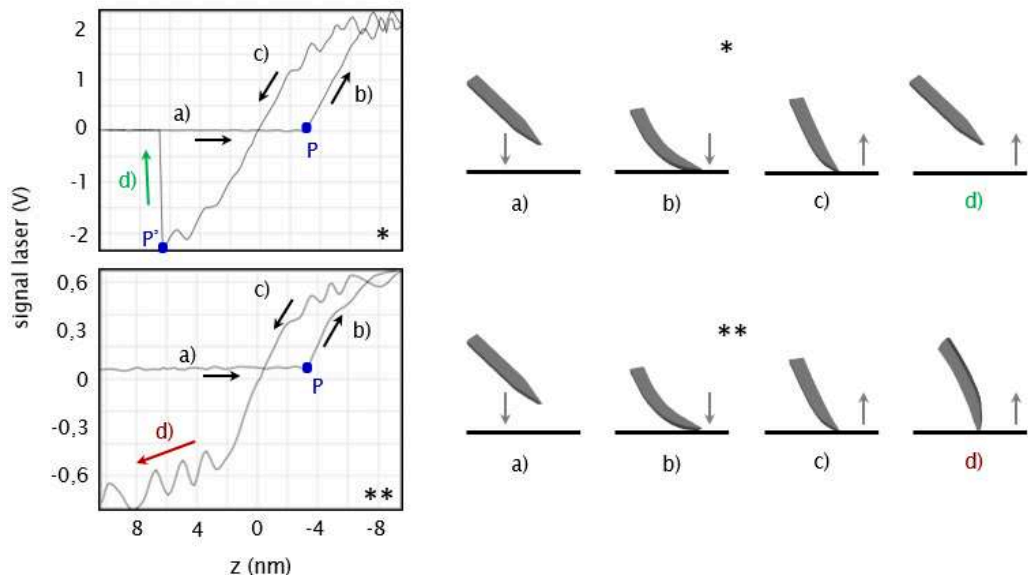 signal laser (V)
2
1
0
-1
-2
a)
b)
c)
d)
P
P'
*
0,6
0,3
0
-0,3
-0,6
a)
b)
c)
d)
P
**
8 4 0 -4 -8
z (nm)
*
a) b) c) d)
**
a) b) c) d)